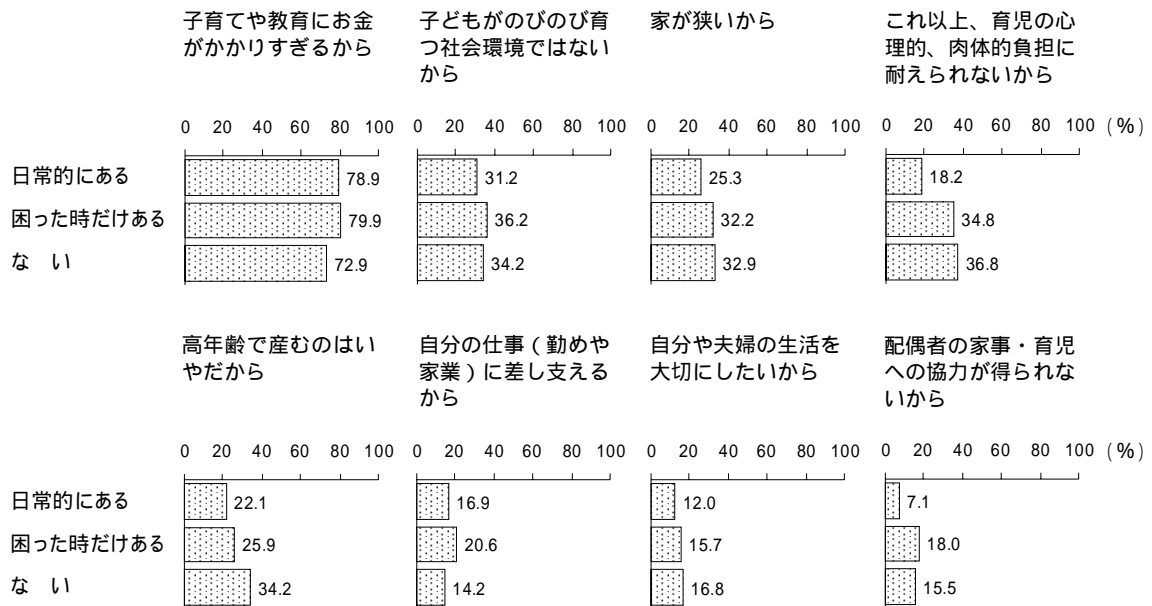 子育てや教育にお金
がかかりすぎるから
子どもがのびのび育
つ社会環境ではない
から
家が狭いから
これ以上、育児の心
理的、肉体的負担に
耐えられないから
0 20 40 60 80 100 0 20 40 60 80 100 0 20 40 60 80 100 0 20 40 60 80 100 (%)
日常的にある 78.9 31.2 25.3 18.2
困った時だけある 79.9 36.2 32.2 34.8
な い 72.9 34.2 32.9 36.8
高年齢で産むのはい
やだから
自分の仕事(勤めや
家業)に差し支える
から
自分や夫婦の生活を
大切にしたいから
配偶者の家事・育児
への協力が得られな
いから
0 20 40 60 80 100 0 20 40 60 80 100 0 20 40 60 80 100 0 20 40 60 80 100 (%)
日常的にある 22.1 16.9 12.0 7.1
困った時だけある 25.9 20.6 15.7 18.0
な い 34.2 14.2 16.8 15.5